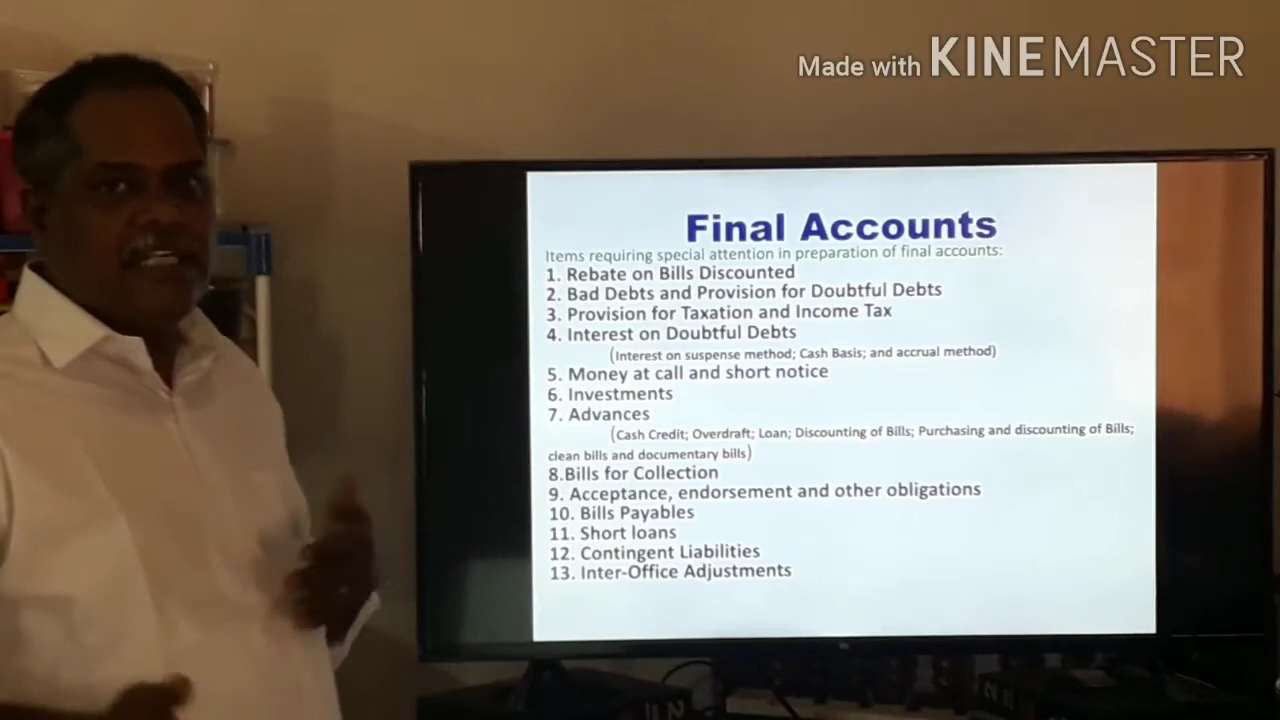 Made with KINEMASTER
Final Accounts
Items requiring special attention in preparation of final accounts:
1. Rebate on Bills Discounted
2. Bad Debts and Provision for Doubtful Debts
3. Provision for Taxation and Income Tax
4. Interest on Doubtful Debts
(Interest on suspense method; Cash Basis; and accrual method)
5. Money at call and short notice
6. Investments
7. Advances
(Cash Credit; Overdraft; Loan; Discounting of Bills; Purchasing and discounting of Bills;
clean bills and documentary bills)
8.Bills for Collection
9. Acceptance, endorsement and other obligations
10. Bills Payables
11. Short loans
12. Contingent Liabilities
13. Inter-Office Adjustments